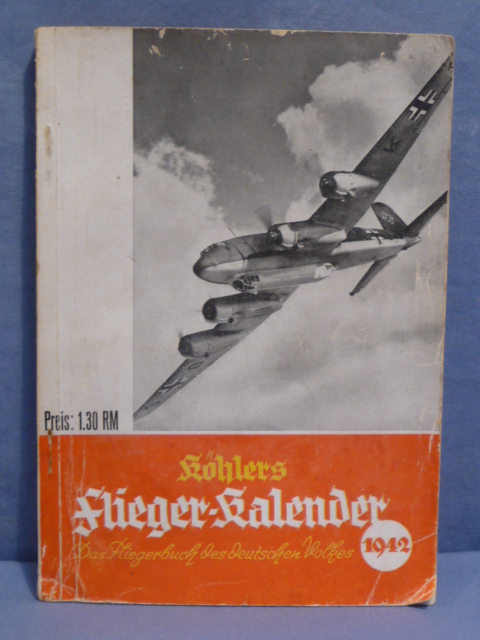 Preis: 1.30 RM
Köhlers
Flieger-Kalender
Das Fliegerbuch des deutschen Volkes
1942